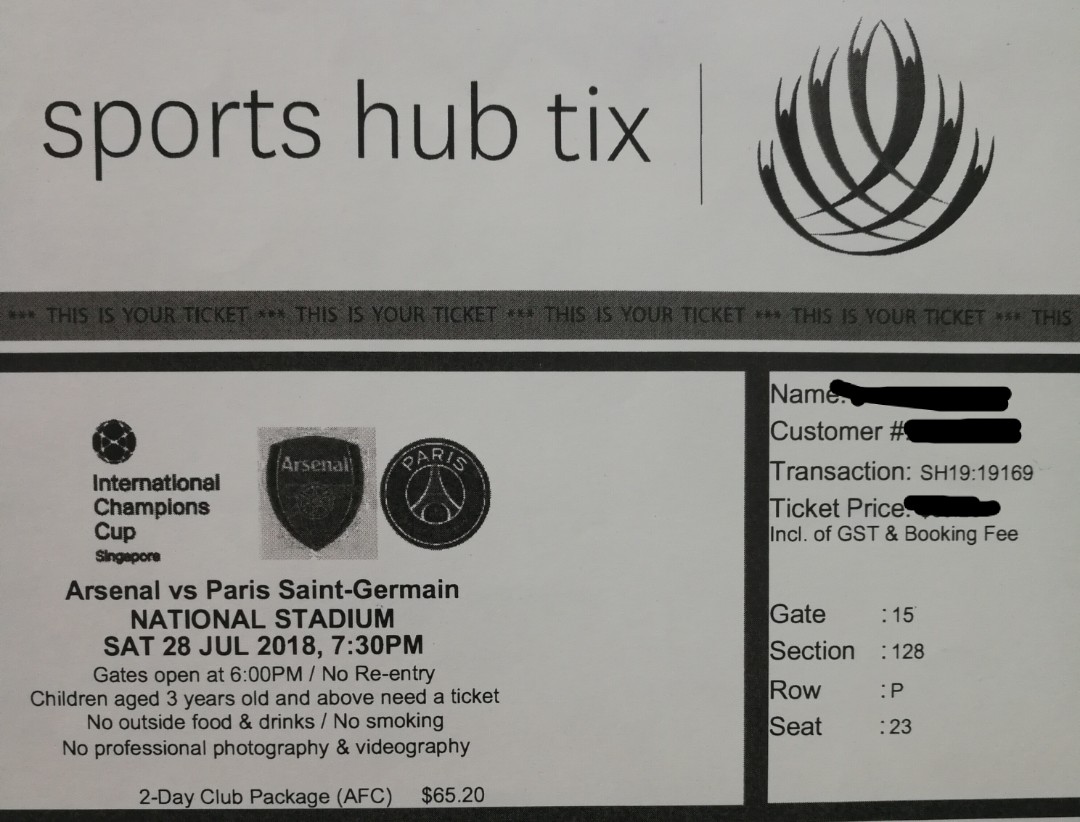 sports hub tix
*** THIS IS YOUR TICKET *** THIS IS YOUR TICKET *** THIS IS YOUR TICKET *** THIS IS YOUR TICKET *** THIS
International
Champions
Cup
Singapore
Arsenal
PARIS
Arsenal vs Paris Saint-Germain
NATIONAL STADIUM
SAT 28 JUL 2018, 7:30PM
Gates open at 6:00PM / No Re-entry
Children aged 3 years old and above need a ticket
No outside food & drinks / No smoking
No professional photography & videography
2-Day Club Package (AFC) $65.20
Name:
Customer #
Transaction: SH19:19169
Ticket Price:
Incl. of GST & Booking Fee
Gate :15
Section :128
Row :P
Seat :23